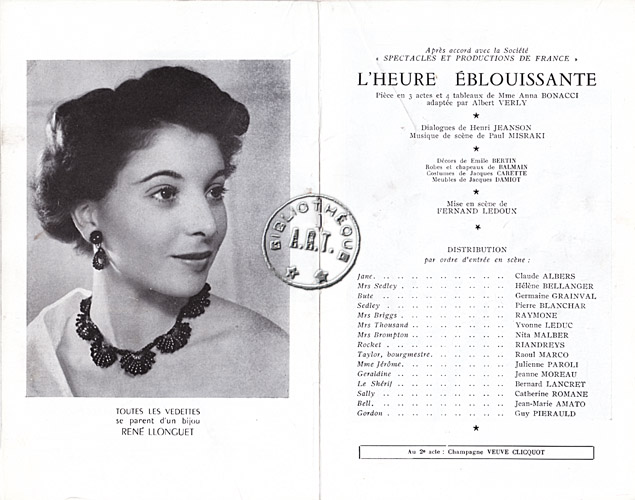 TOUTES LES VEDETTES
se parent d'un bijou
RENÉ LLONGUET
BIBLIOTHÈQUE
A.R.T.
Après accord avec la Société
« SPECTACLES ET PRODUCTIONS DE FRANCE »
L'HEURE ÉBLOUISSANTE
Pièce en 3 actes et 4 tableaux de Mme Anna BONACCI
adaptée par Albert VERLY
Dialogues de Henri JEANSON
Musique de scène de Paul MISRAKI
Décors de Emile BERTIN
Robes et chapeaux de BALMAIN
Costumes de Jacques CARETTE
Meubles de Jacques DAMIOT
Mise en scène de
FERNAND LEDOUX
DISTRIBUTION
par ordre d'entrée en scène :
Jane. . . . . . . . . . . . Claude ALBERS
Mrs Sedley . . . . . . . . . . Hélène BELLANGER
Bute . . . . . . . . . . . . Germaine GRAINVAL
Sedley . . . . . . . . . . . Pierre BLANCHAR
Mrs Briggs . . . . . . . . . . RAYMONE
Mrs Thousand . . . . . . . . . Yvonne LEDUC
Mrs Brompton . . . . . . . . . Nita MALBER
Rocket . . . . . . . . . . . RIANDREYS
Taylor, bourgmestre. . . . . . . . Raoul MARCO
Mme Jérôme. . . . . . . . . . Julienne PAROLI
Geraldine . . . . . . . . . . Jeanne MOREAU
Le Shérif . . . . . . . . . . Bernard LANCRET
Sally . . . . . . . . . . . . Catherine ROMANE
Bell. . . . . . . . . . . . Jean-Marie AMATO
Gordon . . . . . . . . . . . Guy PIERAULD
Au 2e acte : Champagne VEUVE CLICQUOT